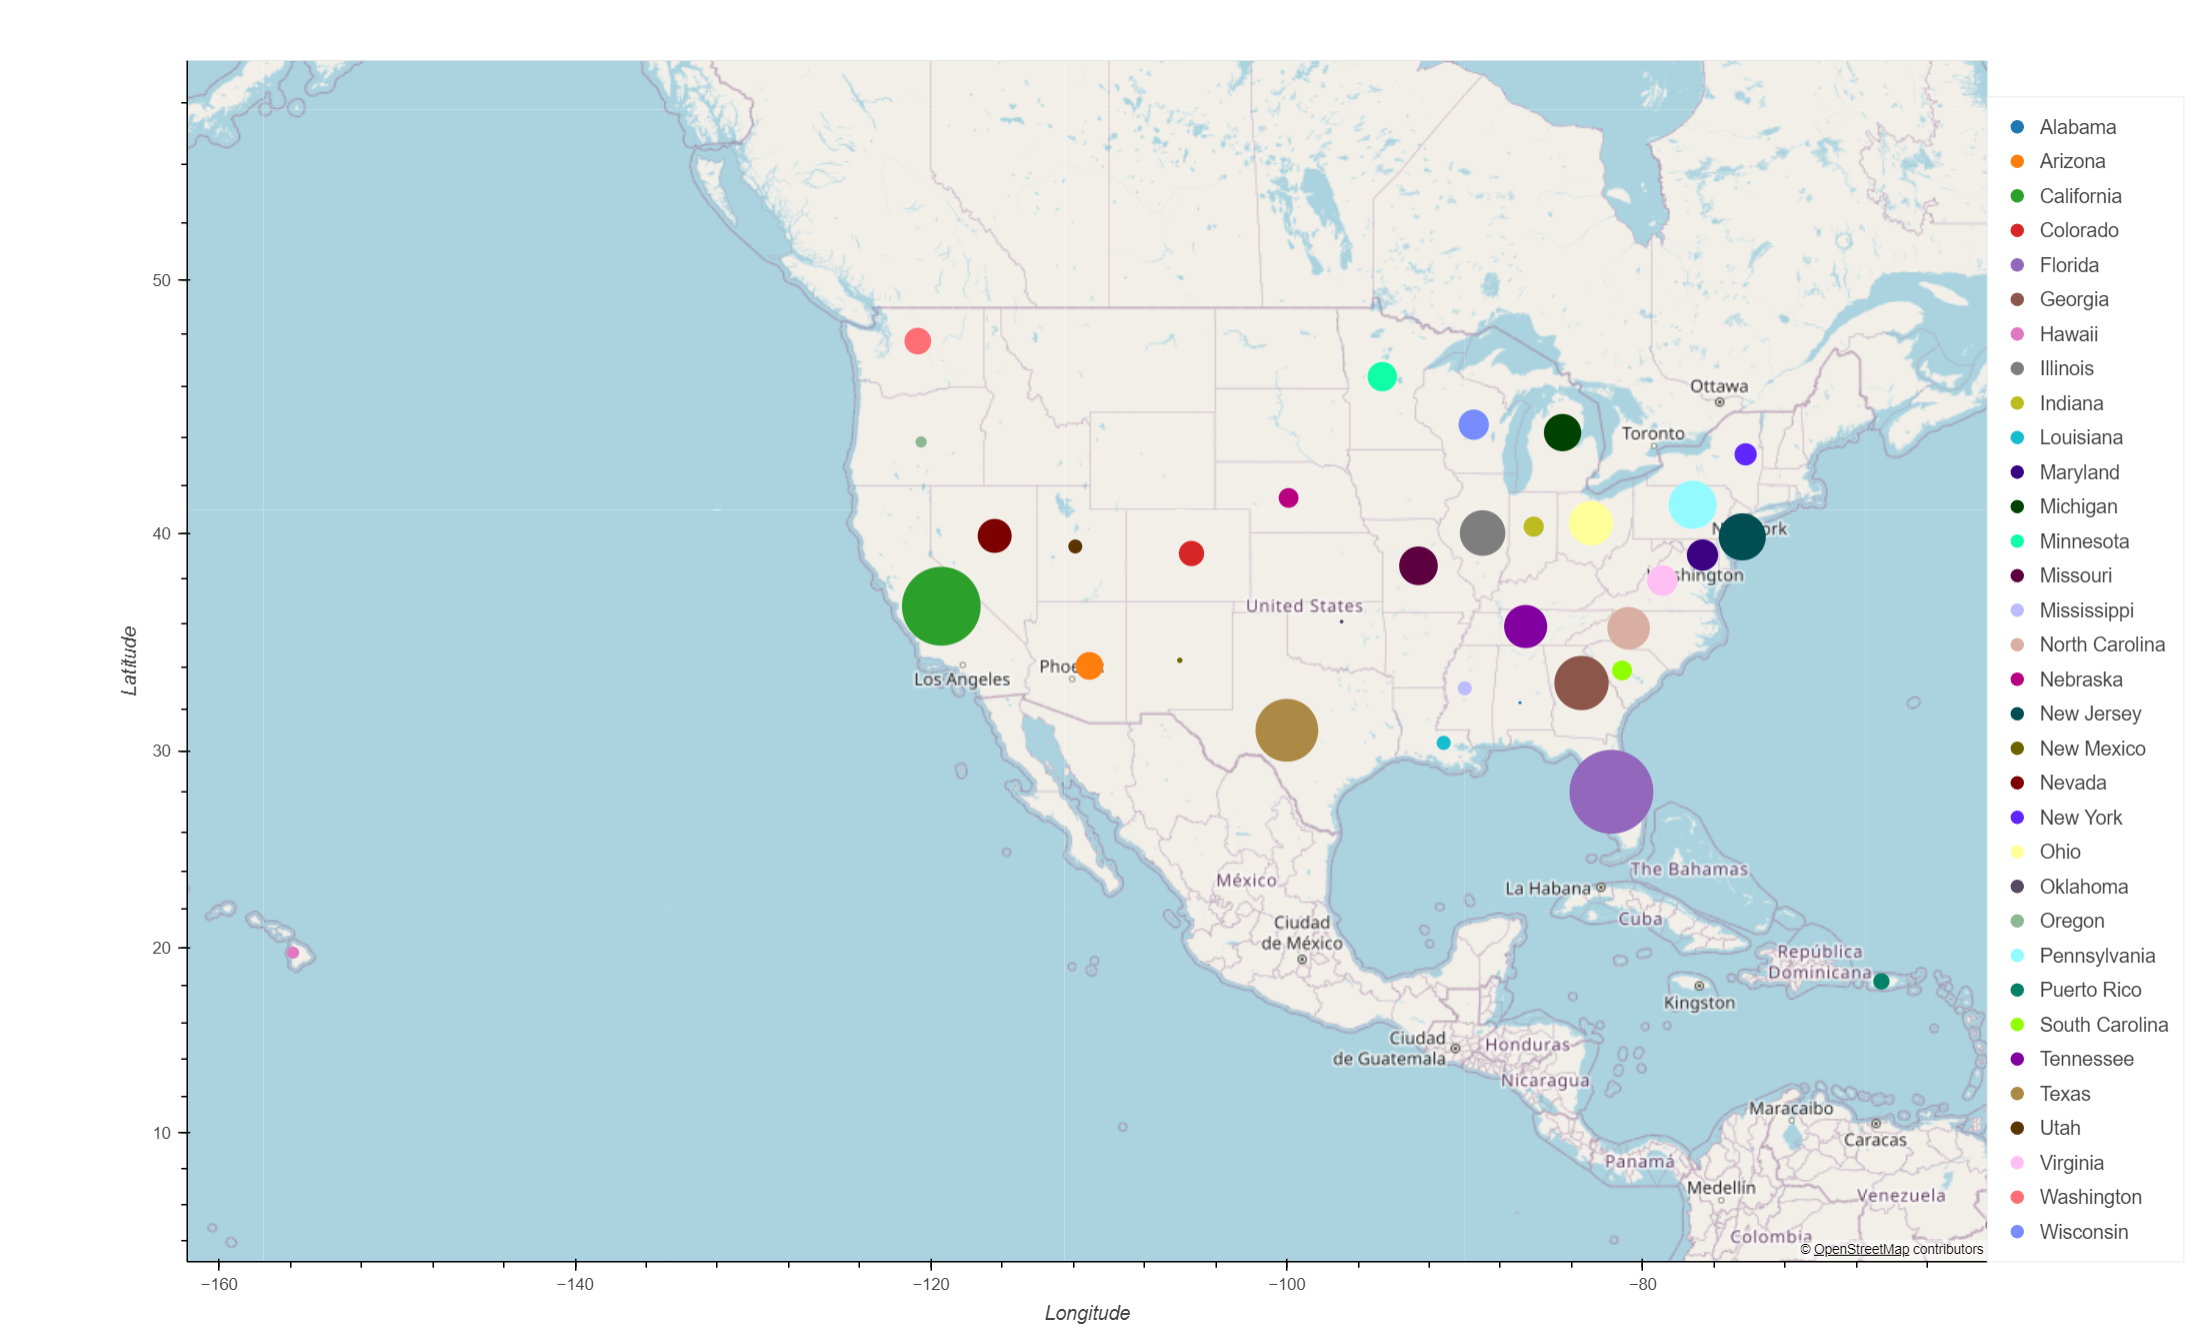 Ottawa
Toronto
N  ork
shington
United States
Phoe
Los Angeles
The Bahamas
México
La Habana
Cuba
Ciudad
de México
República
Dominicana
Kingston
Ciudad
de Guatemala
Honduras
Nicaragua
Maracaibo
Caracas
Panamá
Medellín
Venezuela
Colombia
© OpenStreetMap contributors
50
40
30
20
10
Latitude
−160
−140
−120
−100
−80
Longitude
Alabama
Arizona
California
Colorado
Florida
Georgia
Hawaii
Illinois
Indiana
Louisiana
Maryland
Michigan
Minnesota
Missouri
Mississippi
North Carolina
Nebraska
New Jersey
New Mexico
Nevada
New York
Ohio
Oklahoma
Oregon
Pennsylvania
Puerto Rico
South Carolina
Tennessee
Texas
Utah
Virginia
Washington
Wisconsin